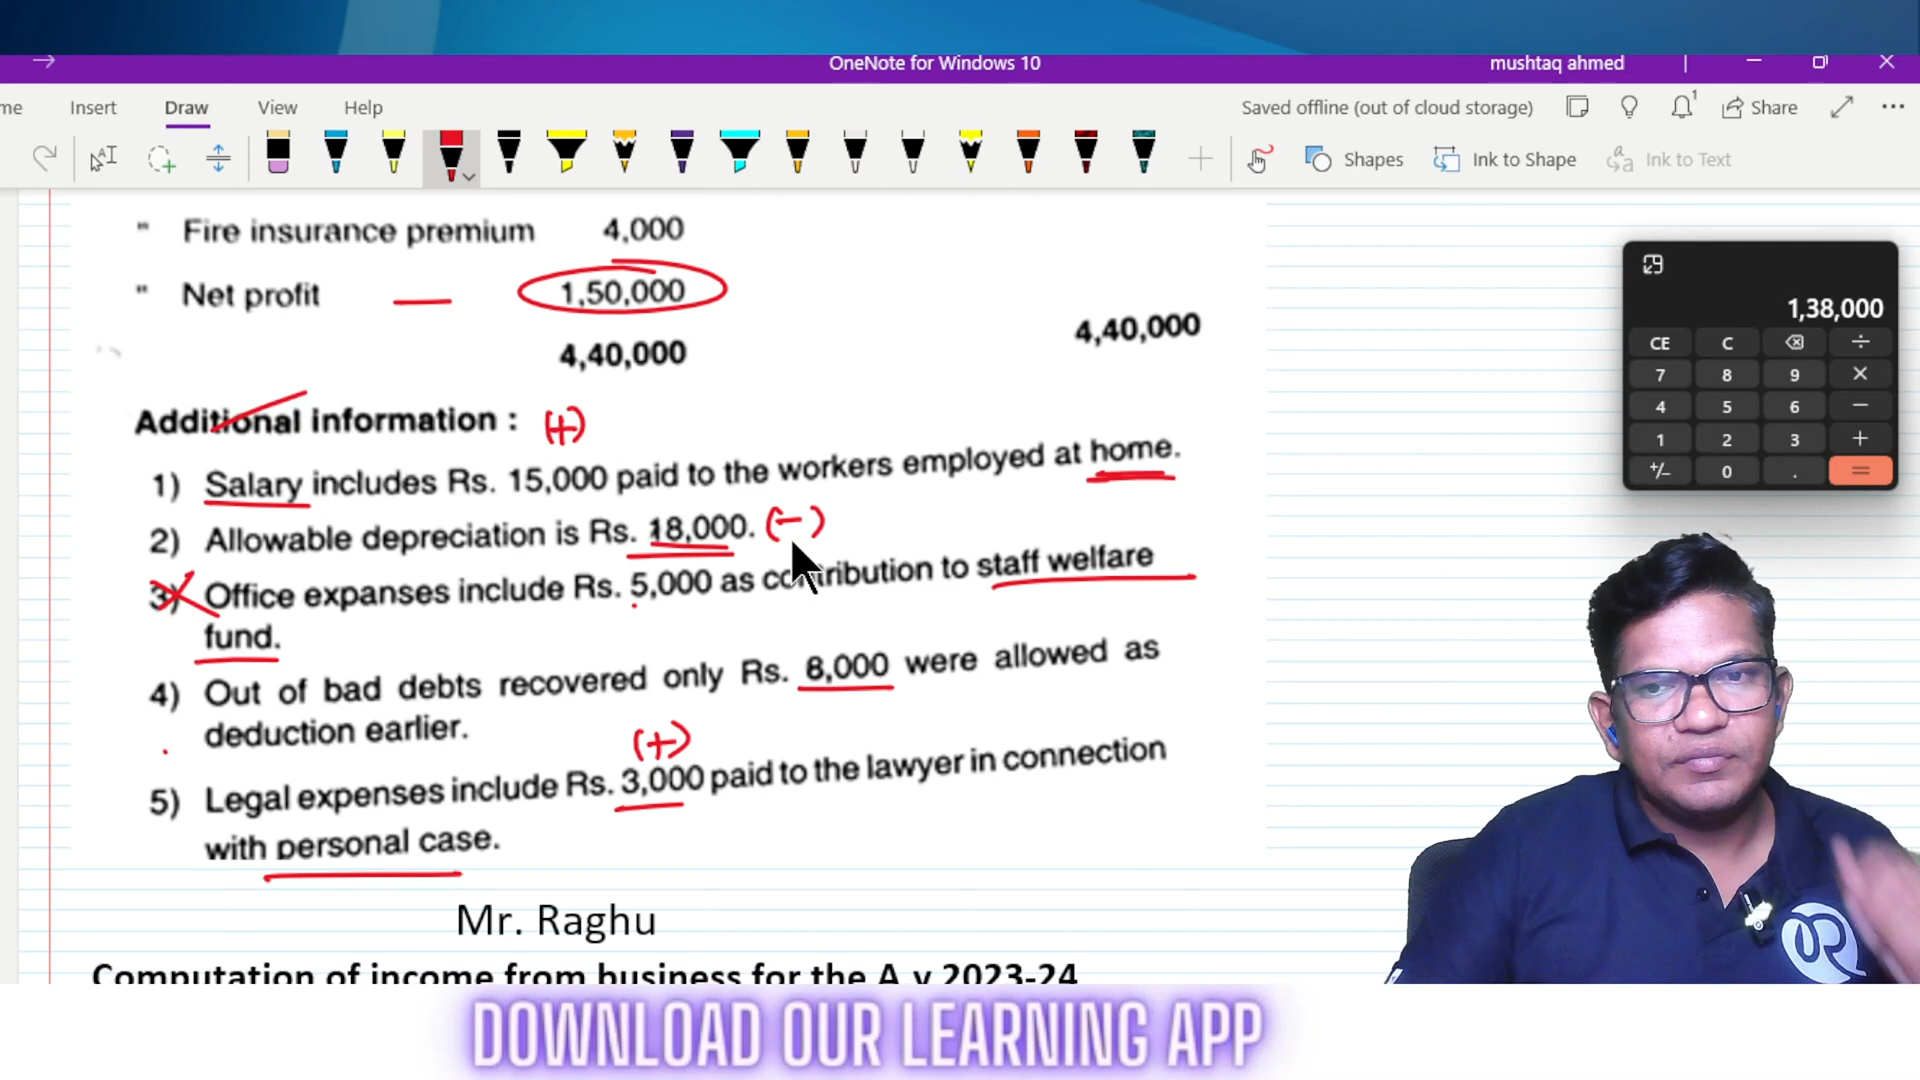 OneNote for Windows 10
mushtaq ahmed
me Insert Draw View Help
Saved offline (out of cloud storage)
1
Share
Shapes
Ink to Shape
Ink to Text
" Fire insurance premium 4,000
" Net profit 1,50,000
4,40,000 4,40,000
Additional information : (+)
1) Salary includes Rs. 15,000 paid to the workers employed at home.
2) Allowable depreciation is Rs. 18,000. (-)
3) Office expanses include Rs. 5,000 as contribution to staff welfare
fund.
4) Out of bad debts recovered only Rs. 8,000 were allowed as
deduction earlier.
(+)
5) Legal expenses include Rs. 3,000 paid to the lawyer in connection
with personal case.
Mr. Raghu
Computation of income from business for the A.y 2023-24
1,38,000
CE C ÷
7 8 9 ×
4 5 6 −
1 2 3 +
+/− 0 . =
DOWNLOAD OUR LEARNING APP